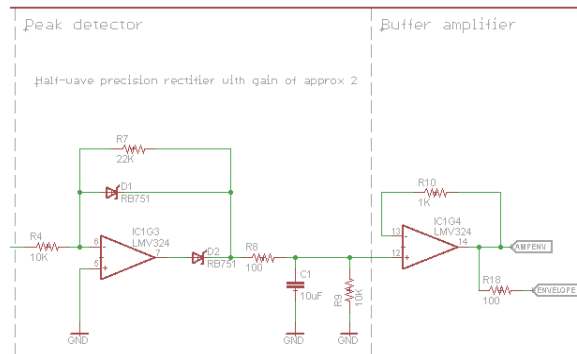 Peak detector
Buffer amplifier
Half-wave precision rectifier with gain of approx 2
R7
22K
D1
RB751
R4
10K
IC1G3
LMV324
6
5
7
D2
RB751
R8
100
C1
10uF
R9
10K
GND
GND
GND
R10
1K
IC1G4
LMV324
13
12
14
AMPENV
R18
100
ENVELOPE